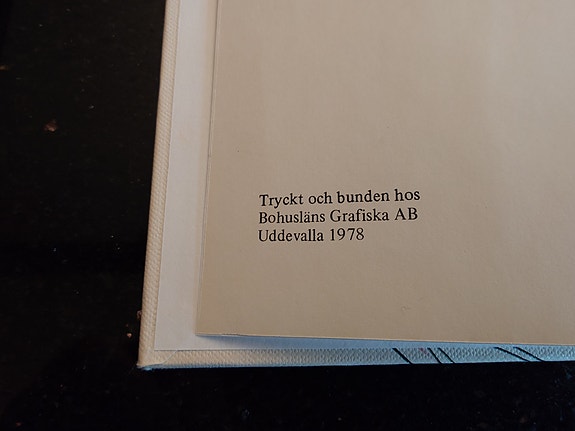 Tryckt och bunden hos
Bohusläns Grafiska AB
Uddevalla 1978